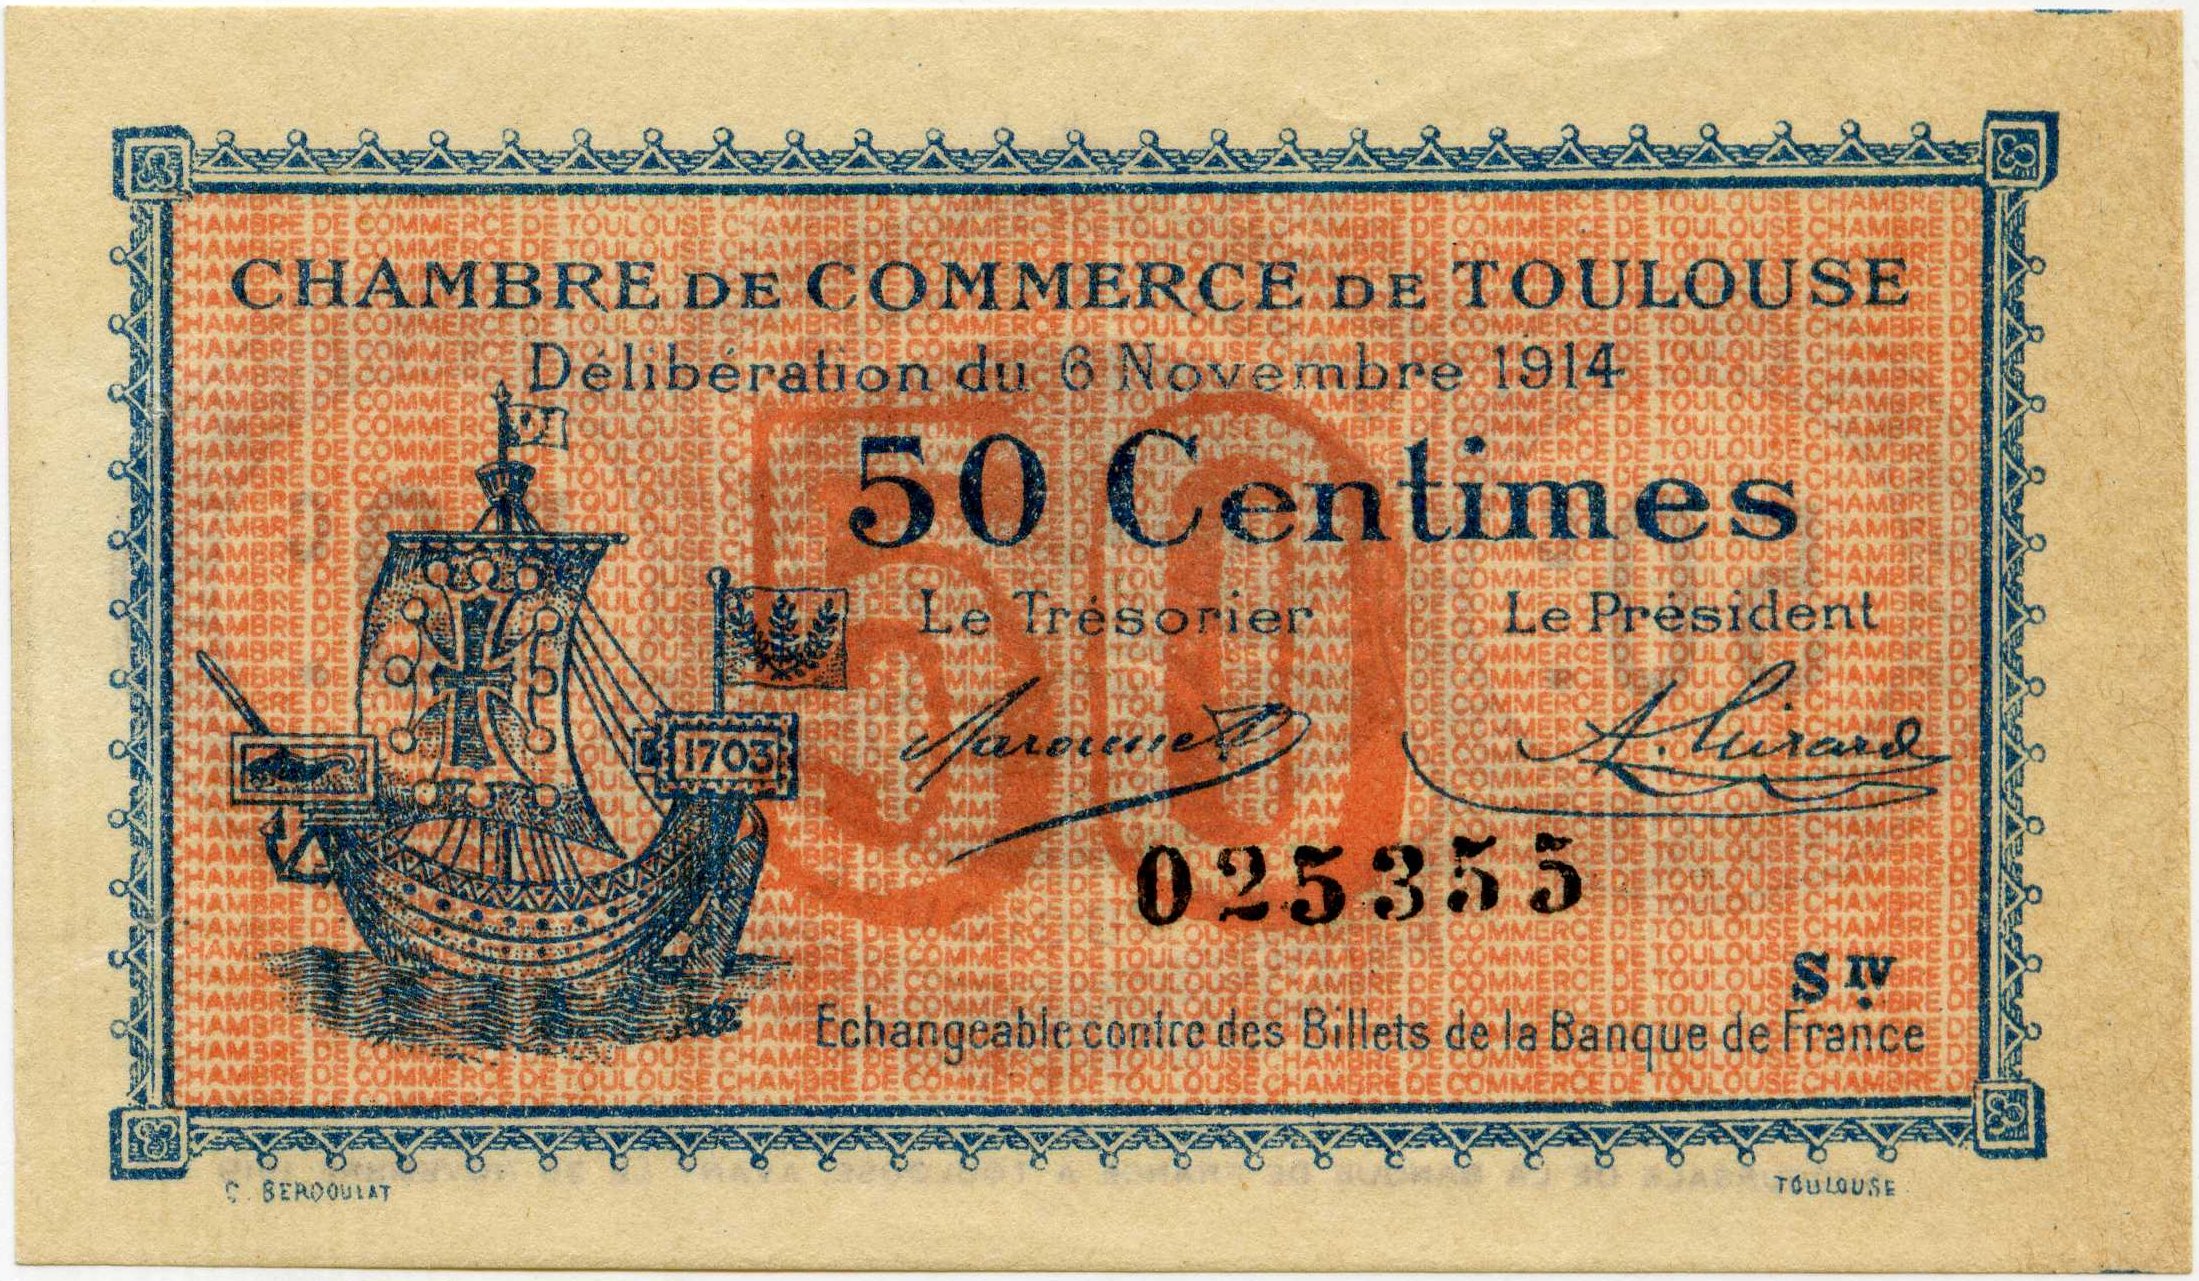 CHAMBRE DE COMMERCE DE TOULOUSE
Délibération du 6 Novembre 1914
50
50 Centimes
Le Trésorier
Le Président
1703
025355
S IV
Echangeable contre des Billets de la Banque de France
C. BERDOULAT
TOULOUSE